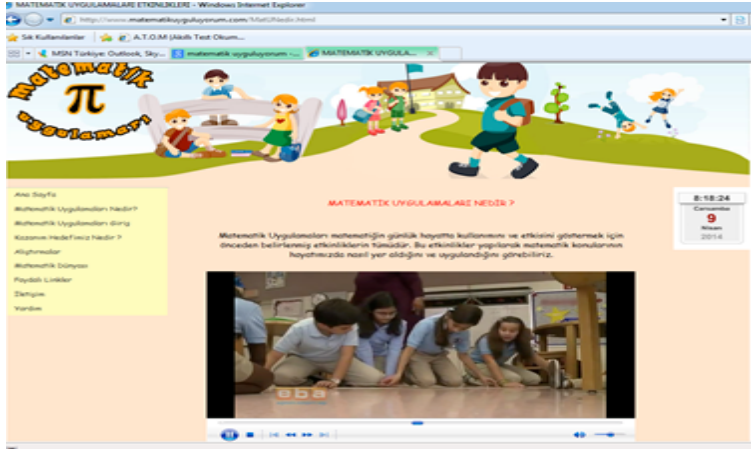 MATEMATİK UYGULAMALARI ETKİNLİKLERİ - Windows Internet Explorer
http://www.matematikuyguluyorum.com/MatUNedir.html
Sık Kullanılanlar
A.T.O.M (Akıllı Test Okum...
MSN Türkiye: Outlook, Sky...
matematik uyguluyorum -...
MATEMATİK UYGULA...
matematik
π
uygulamaları
Ana Sayfa
Matematik Uygulamaları Nedir?
Matematik Uygulamaları Giriş
Kazanım Hedefimiz Nedir ?
Alıştırmalar
Matematik Dünyası
Faydalı Linkler
İletişim
Yardım
MATEMATİK UYGULAMALARI NEDİR ?
Matematik Uygulamaları matematiğin günlük hayatta kullanımını ve etkisini göstermek için
önceden belirlenmiş etkinliklerin tümüdür. Bu etkinlikler yapılarak matematik konularının
hayatımızda nasıl yer aldığını ve uygulandığını görebiliriz.
8:18:24
Çarşamba
9
Nisan
2014
eba